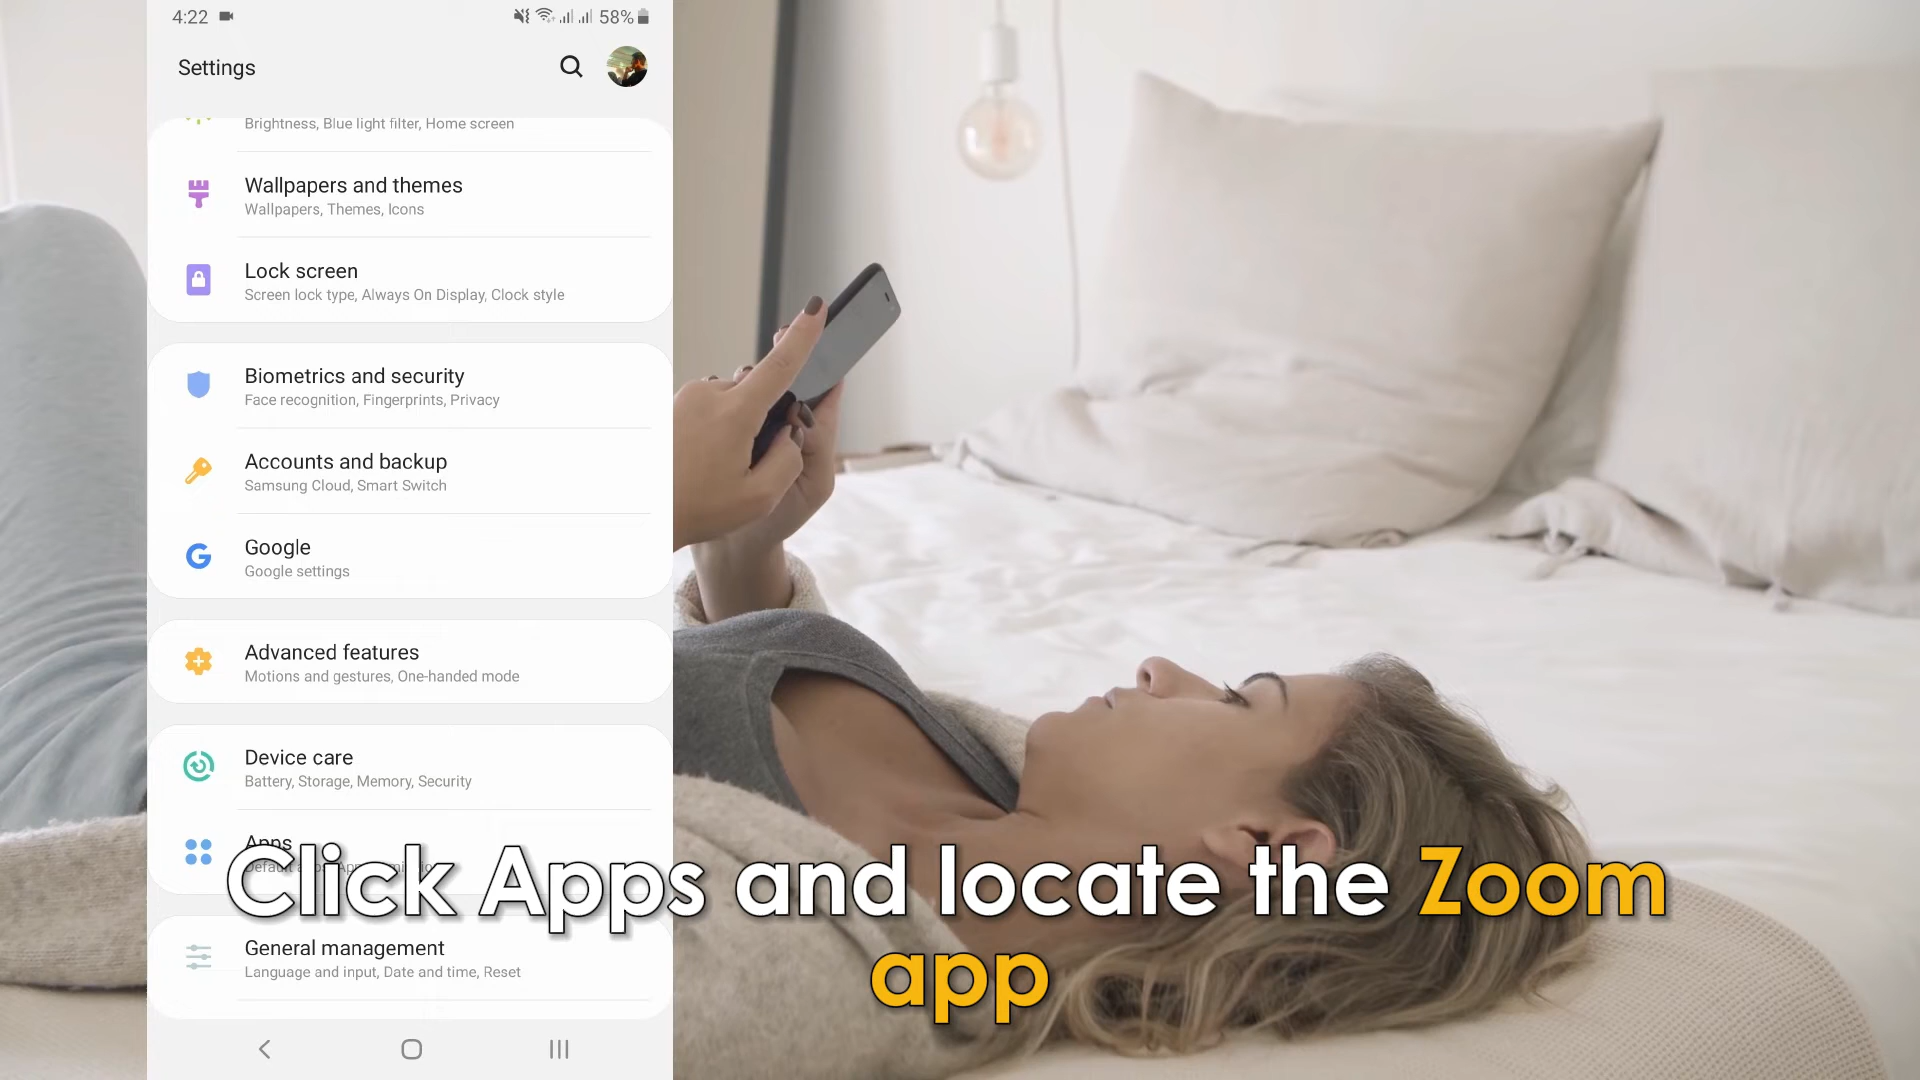 4:22
58%
Settings
Brightness, Blue light filter, Home screen
Wallpapers and themes
Wallpapers, Themes, Icons
Lock screen
Screen lock type, Always On Display, Clock style
Biometrics and security
Face recognition, Fingerprints, Privacy
Accounts and backup
Samsung Cloud, Smart Switch
Google
Google settings
Advanced features
Motions and gestures, One-handed mode
Device care
Battery, Storage, Memory, Security
Apps
Click Apps and locate the Zoom
app
General management
Language and input, Date and time, Reset